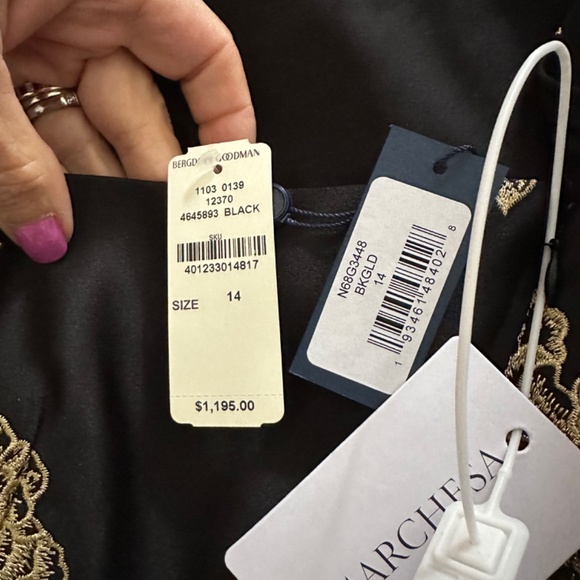 BERGD GOODMAN
1103 0139
12370
4645893 BLACK
SKU
401233014817
SIZE 14
$1,195.00
N68G3448
BKGLD
14
1 93461 48402 8
ARCHESA